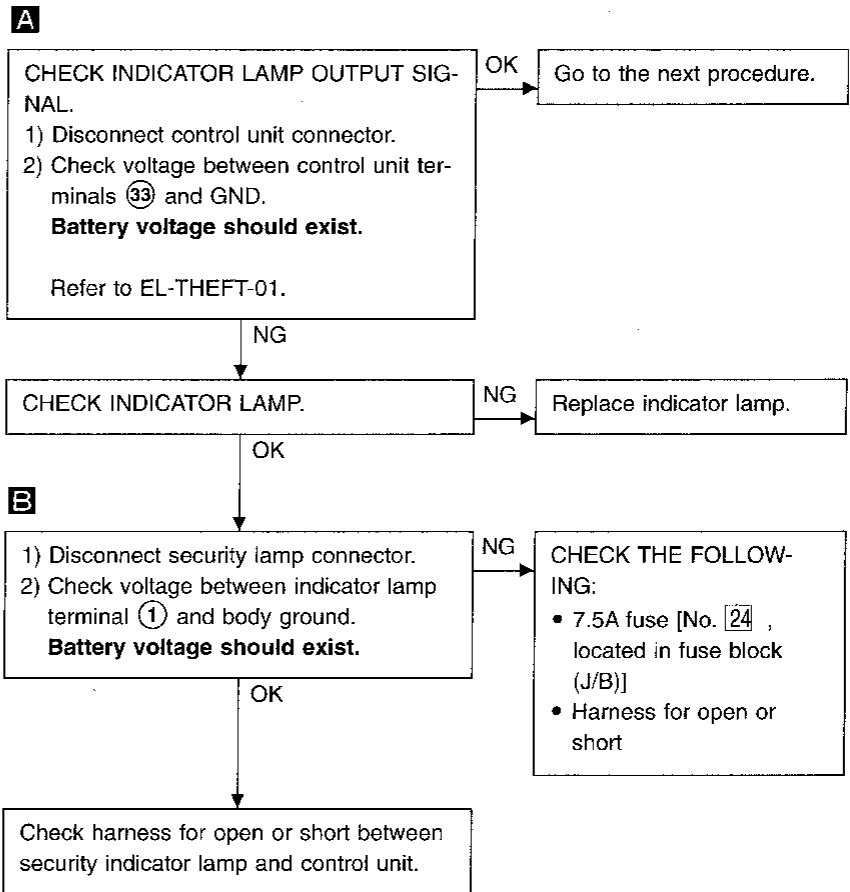 A
CHECK INDICATOR LAMP OUTPUT SIG-
NAL.
1) Disconnect control unit connector.
2) Check voltage between control unit ter-
minals 33 and GND.
Battery voltage should exist.
Refer to EL-THEFT-01.
OK
Go to the next procedure.
NG
CHECK INDICATOR LAMP.
NG
Replace indicator lamp.
OK
B
1) Disconnect security lamp connector.
2) Check voltage between indicator lamp
terminal 1 and body ground.
Battery voltage should exist.
NG
CHECK THE FOLLOW-
ING:
• 7.5A fuse [No. 24 ,
located in fuse block
(J/B)]
• Harness for open or
short
OK
Check harness for open or short between
security indicator lamp and control unit.